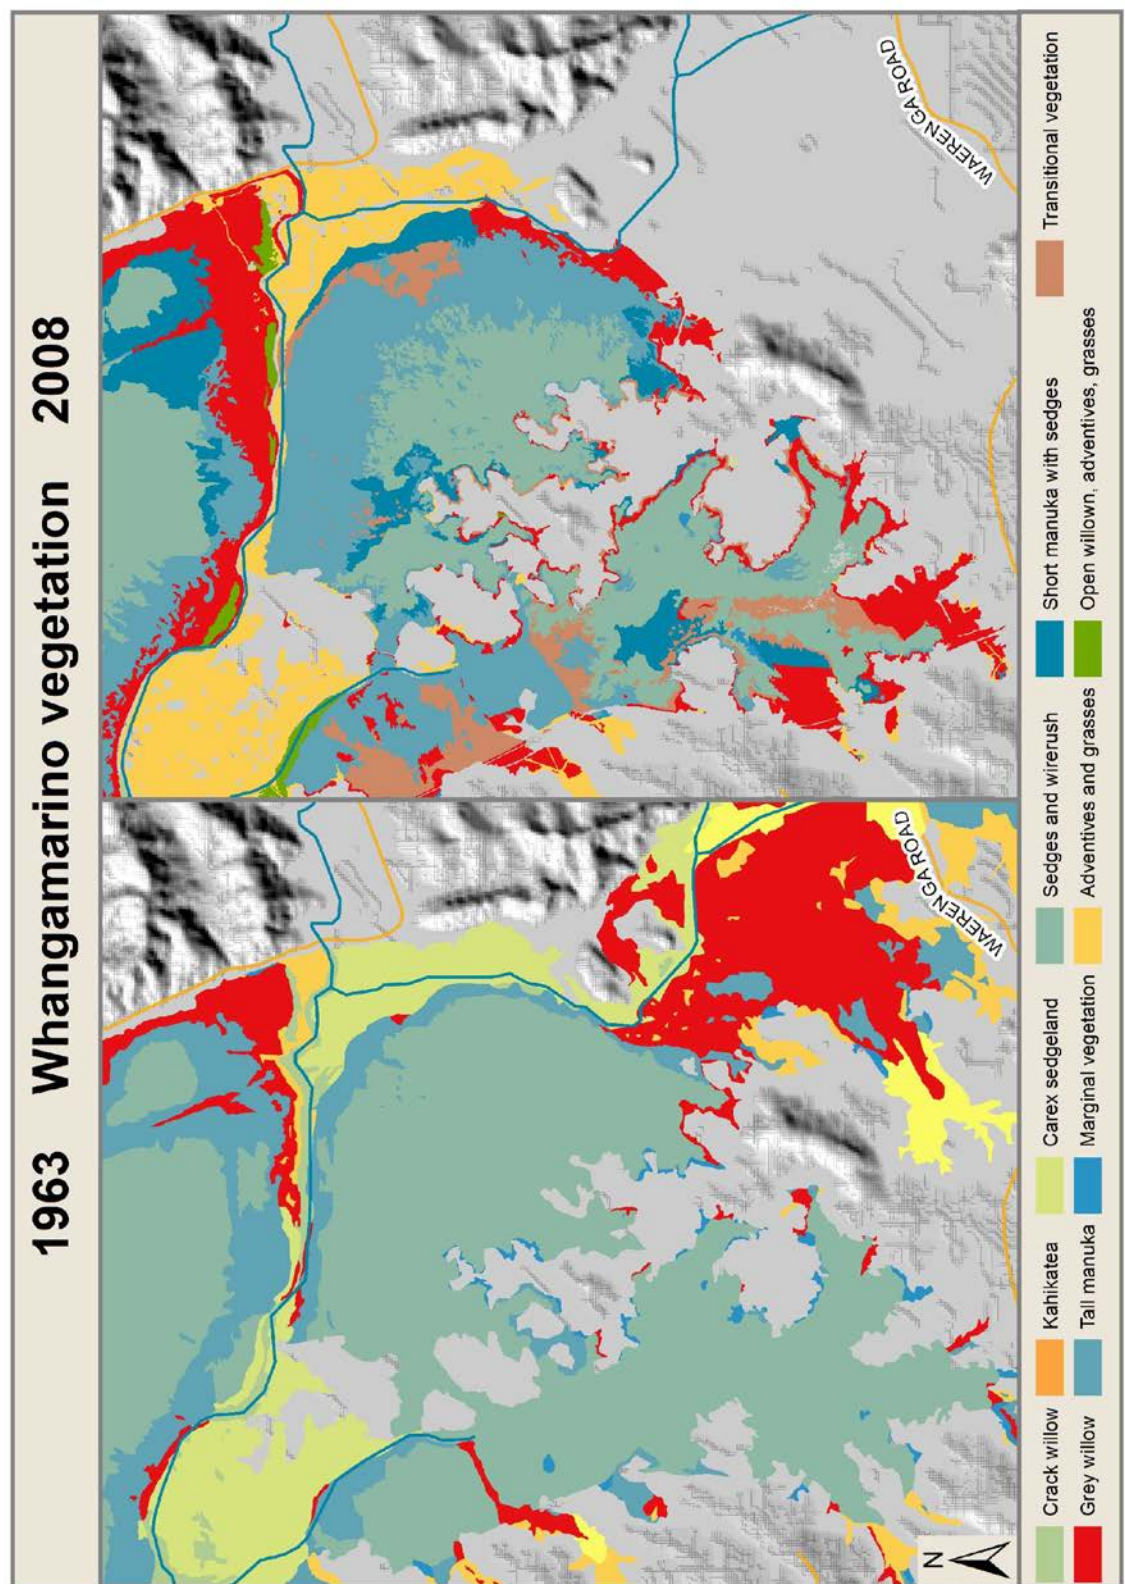 1963 Whangamarino vegetation 2008
WAERENGA ROAD
WAERENGA ROAD
N
Crack willow Kahikatea Carex sedgeland Sedges and wirerush Short manuka with sedges Transitional vegetation
Grey willow Tall manuka Marginal vegetation Adventives and grasses Open willown, adventives, grasses